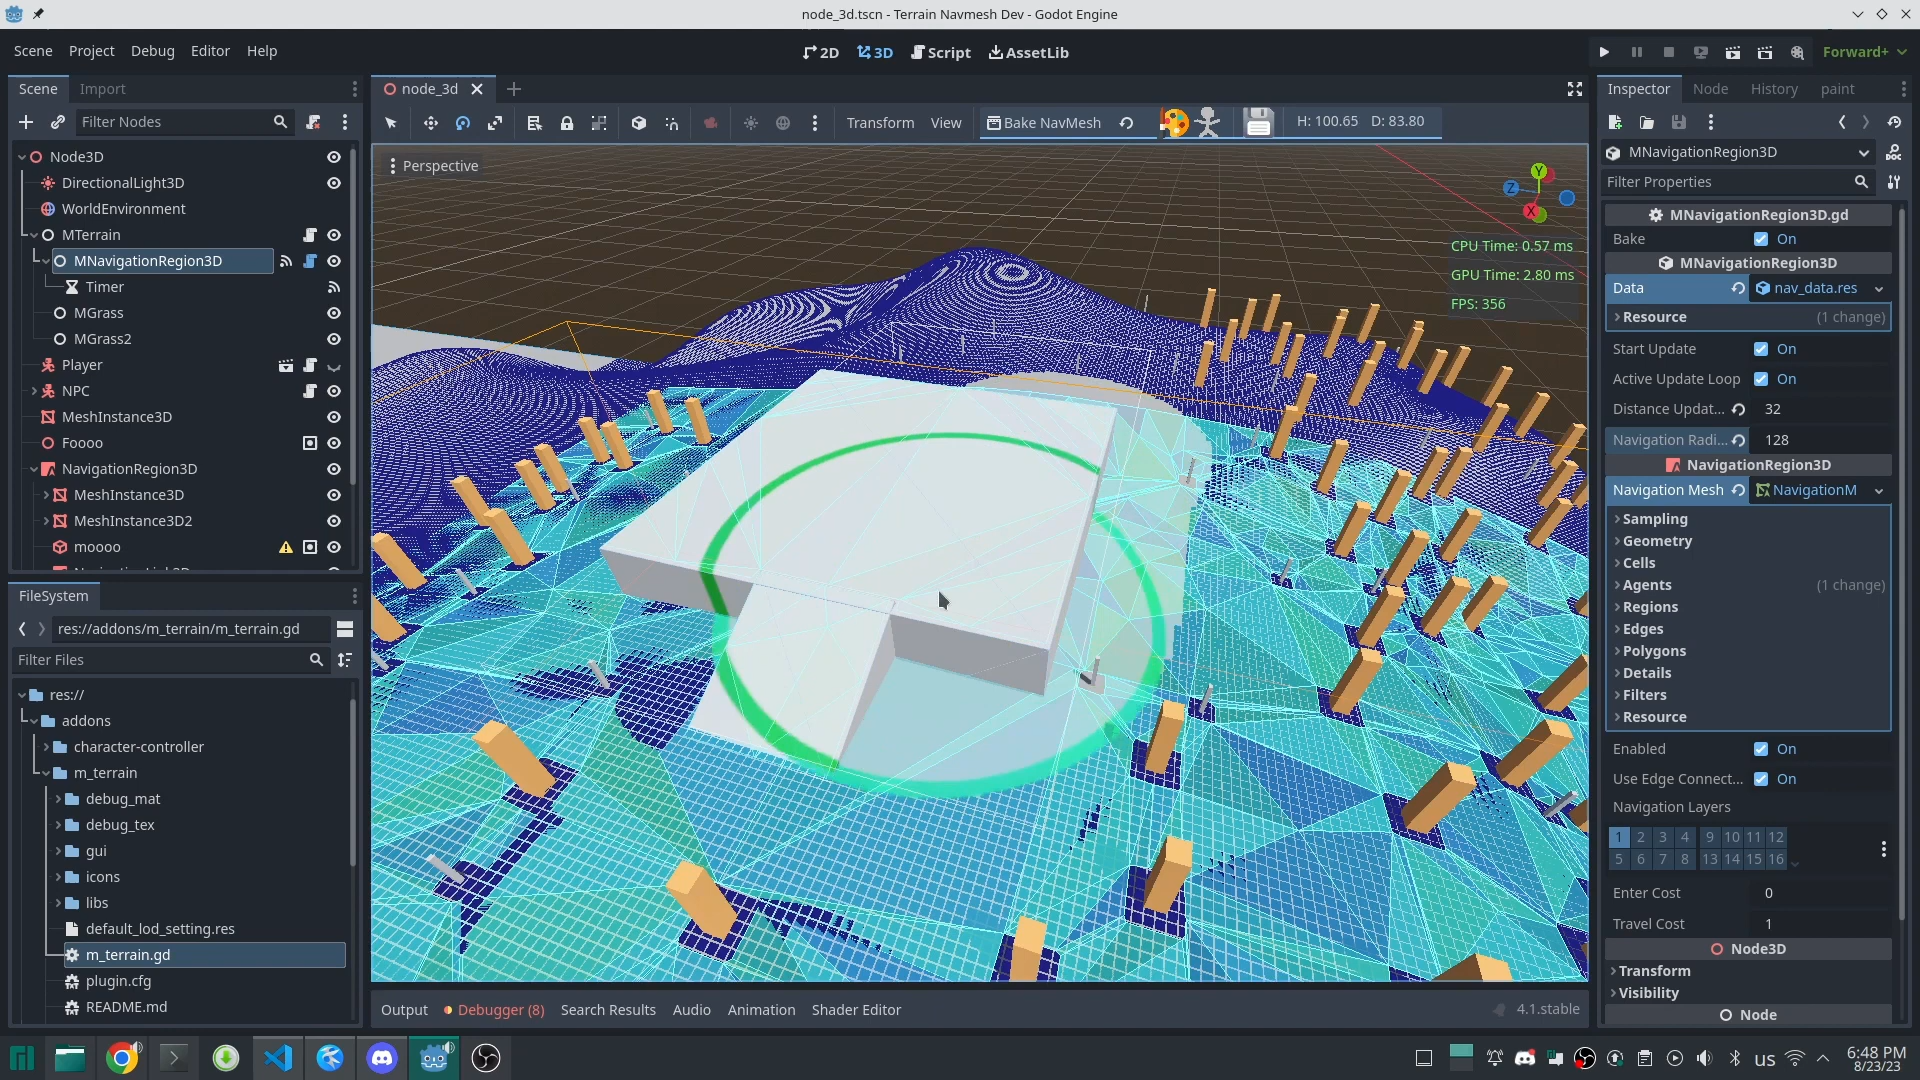 node_3d.tscn - Terrain Navmesh Dev - Godot Engine
Scene Project Debug Editor Help
2D 3D Script AssetLib
Forward+
Scene Import
Filter Nodes
Node3D
DirectionalLight3D
WorldEnvironment
MTerrain
MNavigationRegion3D
Timer
MGrass
MGrass2
Player
NPC
MeshInstance3D
Foooo
NavigationRegion3D
MeshInstance3D
MeshInstance3D2
moooo
FileSystem
res://addons/m_terrain/m_terrain.gd
Filter Files
res://
addons
character-controller
m_terrain
debug_mat
debug_tex
gui
icons
libs
default_lod_setting.res
m_terrain.gd
plugin.cfg
README.md
node_3d
Transform View Bake NavMesh H: 100.65 D: 83.80
Perspective
Y
Z
X
CPU Time: 0.57 ms
GPU Time: 2.80 ms
FPS: 356
Output Debugger (8) Search Results Audio Animation Shader Editor 4.1.stable
Inspector Node History paint
MNavigationRegion3D
Filter Properties
MNavigationRegion3D.gd
Bake On
MNavigationRegion3D
Data nav_data.res
Resource (1 change)
Start Update On
Active Update Loop On
Distance Updat... 32
Navigation Radi... 128
NavigationRegion3D
Navigation Mesh NavigationM
Sampling
Geometry
Cells
Agents (1 change)
Regions
Edges
Polygons
Details
Filters
Resource
Enabled On
Use Edge Connect... On
Navigation Layers
1 2 3 4 9 10 11 12
5 6 7 8 13 14 15 16
Enter Cost 0
Travel Cost 1
Node3D
Transform
Visibility
Node
us
6:48 PM
8/23/23